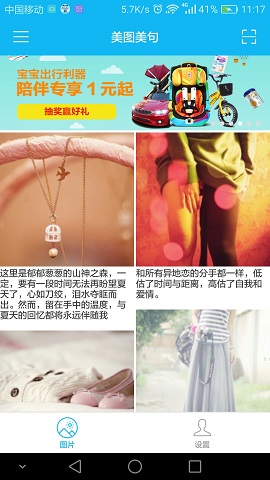 中国移动 5.7K/s 4G 41% 11:17
美图美句
宝宝出行利器
陪伴专享1元起
抽奖赢好礼
这里是郁郁葱葱的山神之森，一
定，要有一段时间无法再盼望夏
天了，心如刀绞，泪水夺眶而
出。然而，留在手中的温度，与
夏天的回忆都将永远伴随我
和所有异地恋的分手都一样，低
估了时间与距离，高估了自我和
爱情。
图片
设置